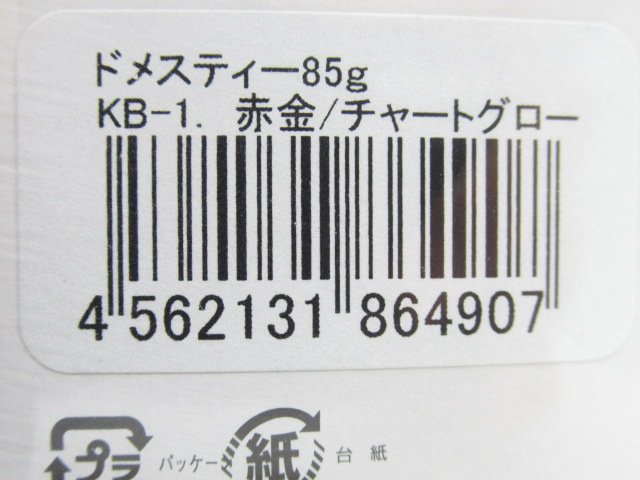 ドメスティー85g
KB-1. 赤金/チャートグロー
4 562131 864907
プラ パッケージ 紙 台紙